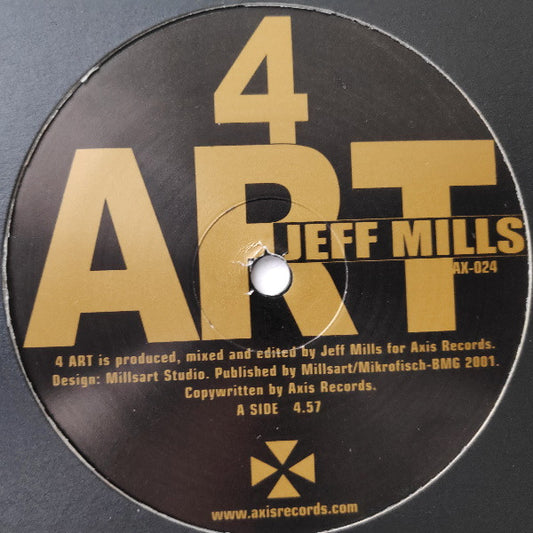 4
ART
JEFF MILLS
AX-024
4 ART is produced, mixed and edited by Jeff Mills for Axis Records.
Design: Millsart Studio. Published by Millsart/Mikrofisch-BMG 2001.
Copywritten by Axis Records.
A SIDE 4.57
www.axisrecords.com